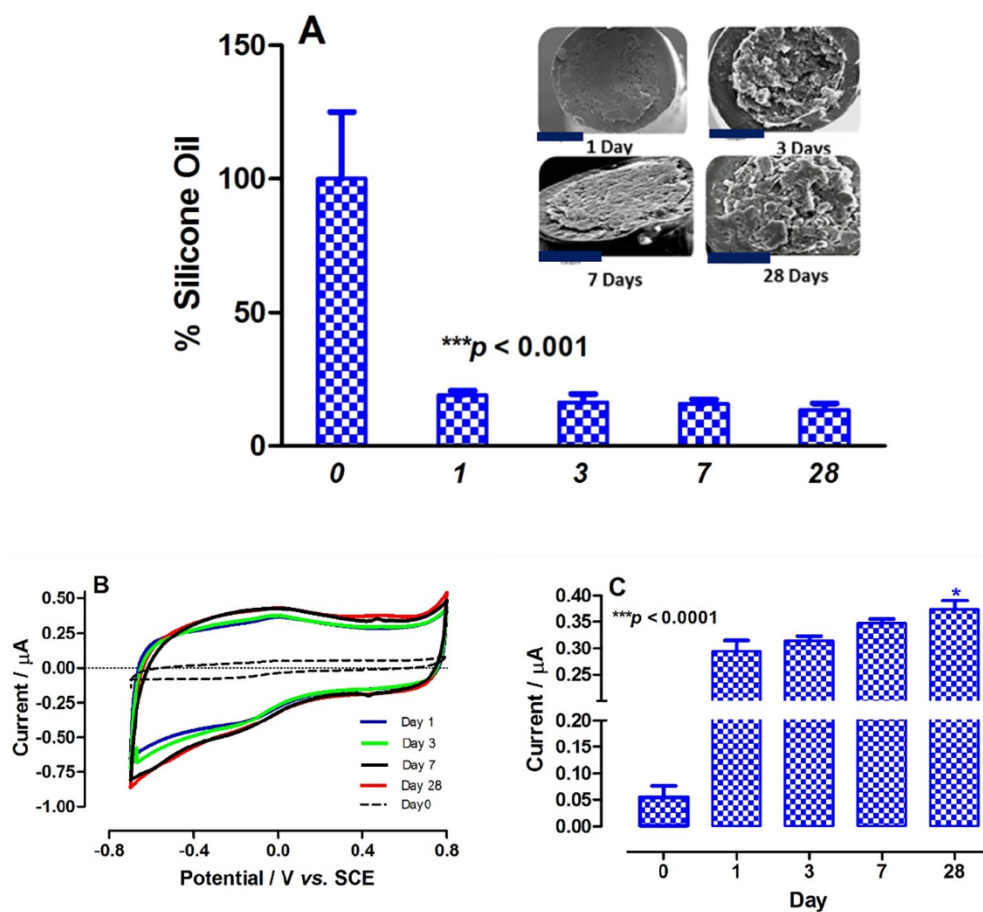 A
150
100
50
0
% Silicone Oil
1 Day
3 Days
7 Days
28 Days
***p < 0.001
0 1 3 7 28
B
0.50
0.25
0.00
-0.25
-0.50
-0.75
-1.00
Current / µA
Day 1
Day 3
Day 7
Day 28
Day0
-0.8 -0.4 0.0 0.4 0.8
Potential / V vs. SCE
C
***p < 0.0001
*
0.40
0.35
0.30
0.25
0.20
0.15
0.10
0.05
0.00
Current / µA
0 1 3 7 28
Day